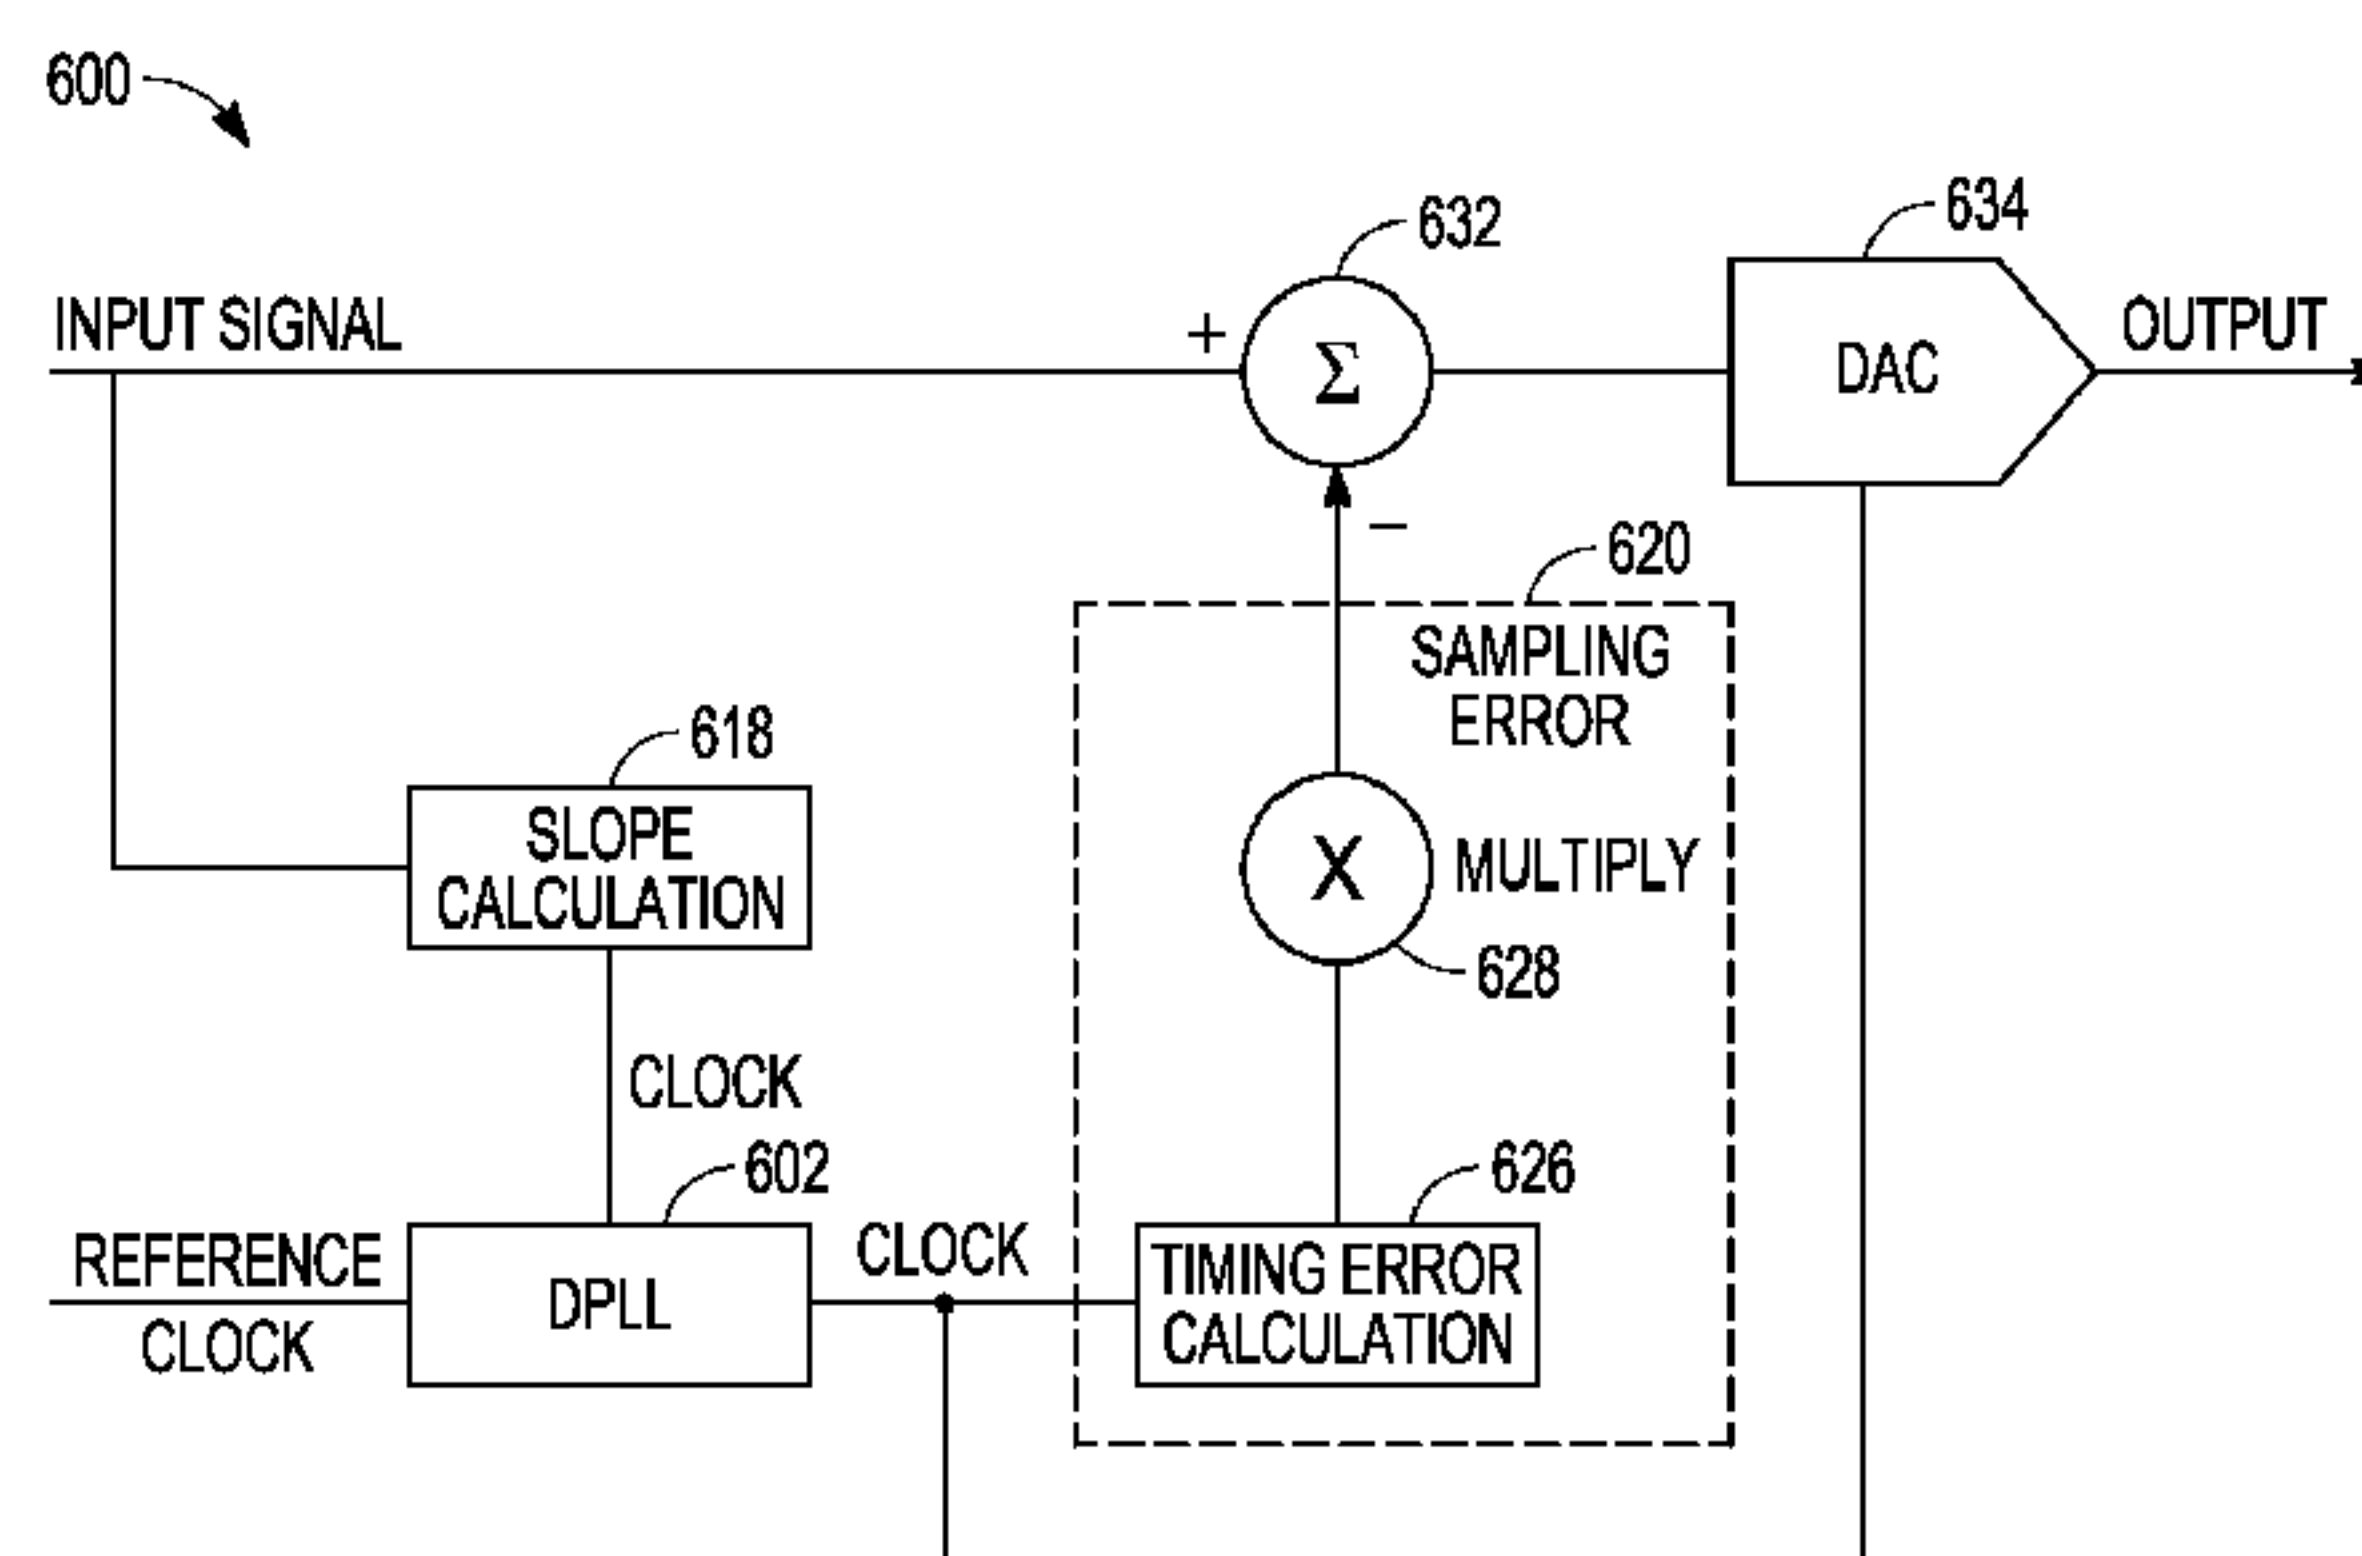 600
632
634
INPUT SIGNAL
+
Σ
DAC
OUTPUT
−
620
SAMPLING
ERROR
618
SLOPE
CALCULATION
X
MULTIPLY
628
CLOCK
602
626
REFERENCE
CLOCK
DPLL
CLOCK
TIMING ERROR
CALCULATION